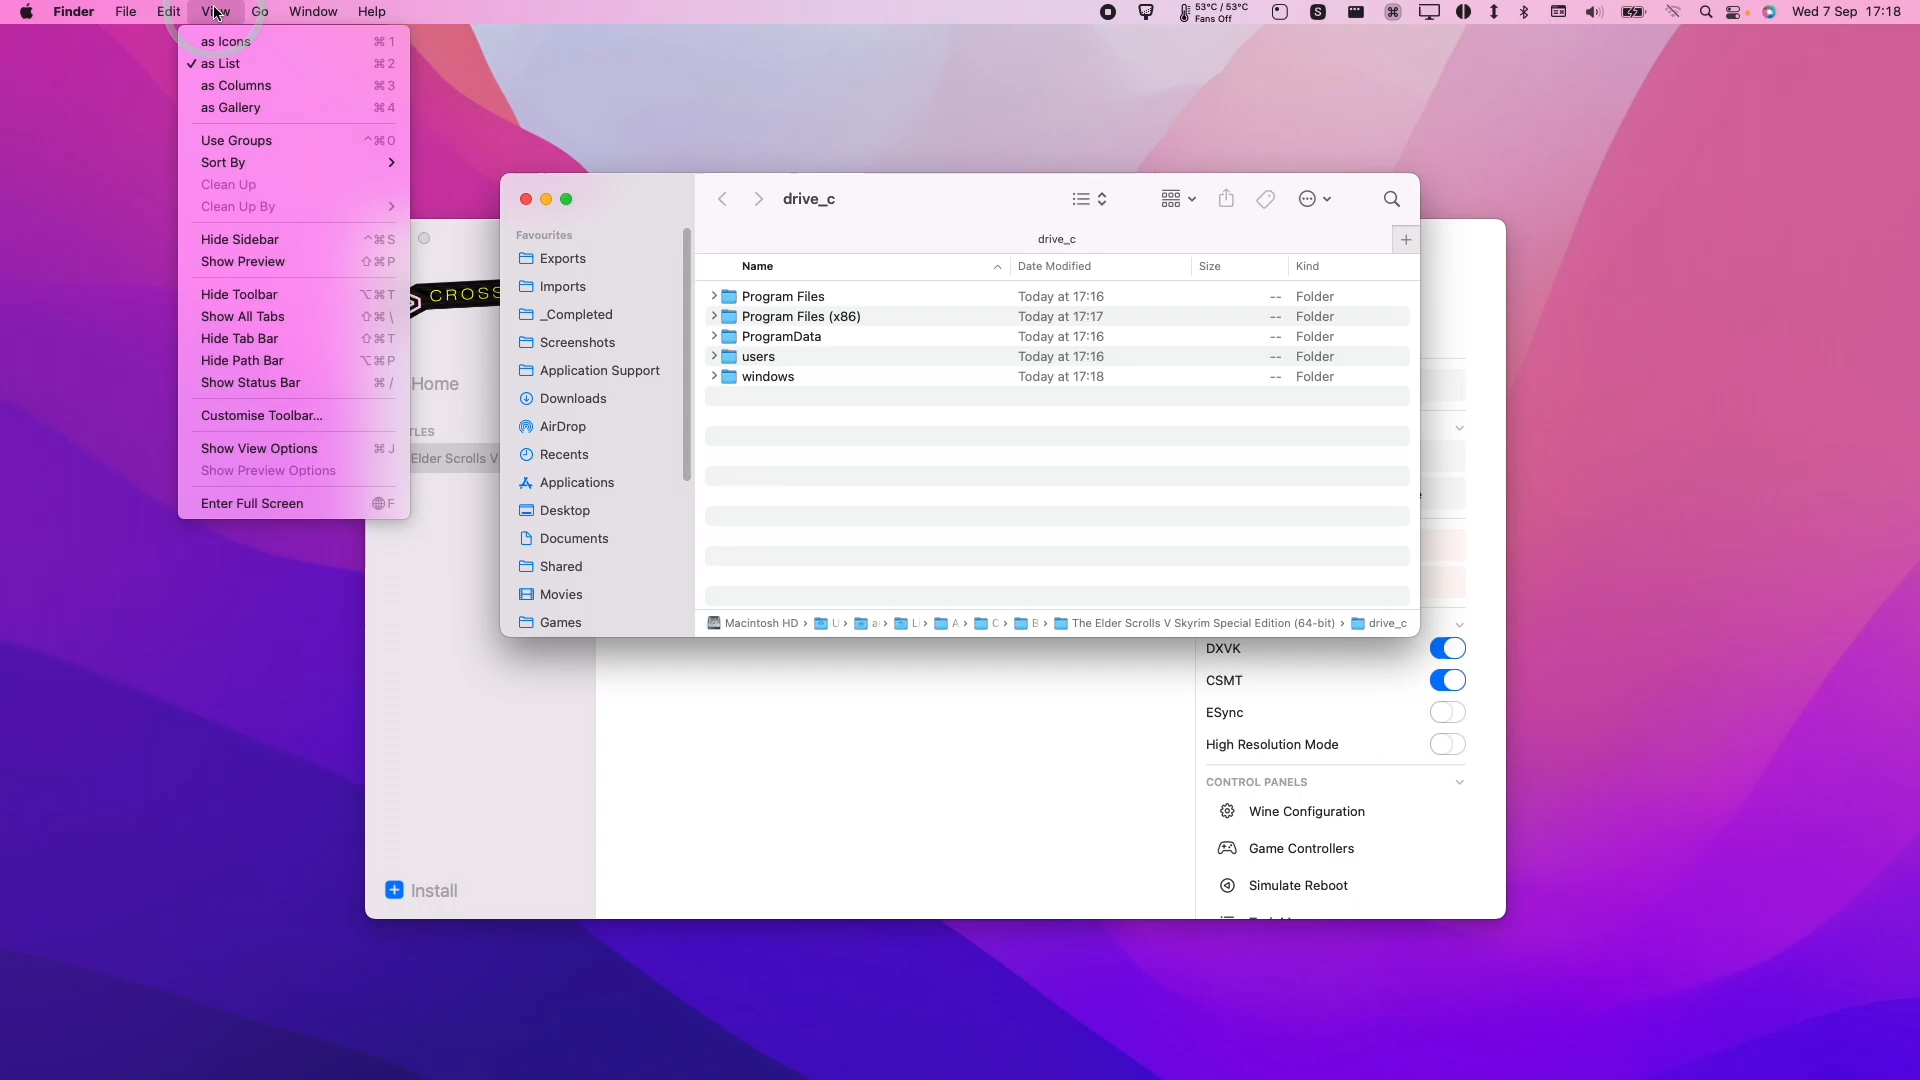 Finder File Edit View Go Window Help
53°C / 53°C
Fans Off
Wed 7 Sep 17:18
as Icons ⌘1
✓ as List ⌘2
as Columns ⌘3
as Gallery ⌘4
Use Groups ^⌘0
Sort By
Clean Up
Clean Up By
Hide Sidebar ^⌘S
Show Preview ⇧⌘P
Hide Toolbar ⌥⌘T
Show All Tabs ⇧⌘\
Hide Tab Bar ⇧⌘T
Hide Path Bar ⌥⌘P
Show Status Bar ⌘/
Customise Toolbar...
Show View Options ⌘J
Show Preview Options
Enter Full Screen F
CROSS
Home
TLES
Elder Scrolls V
Install
drive_c
drive_c
Favourites
Exports
Imports
_Completed
Screenshots
Application Support
Downloads
AirDrop
Recents
Applications
Desktop
Documents
Shared
Movies
Games
Name Date Modified Size Kind
Program Files Today at 17:16 -- Folder
Program Files (x86) Today at 17:17 -- Folder
ProgramData Today at 17:16 -- Folder
users Today at 17:16 -- Folder
windows Today at 17:18 -- Folder
Macintosh HD › U › a › Li › A › C › B › The Elder Scrolls V Skyrim Special Edition (64-bit) › drive_c
DXVK
CSMT
ESync
High Resolution Mode
CONTROL PANELS
Wine Configuration
Game Controllers
Simulate Reboot